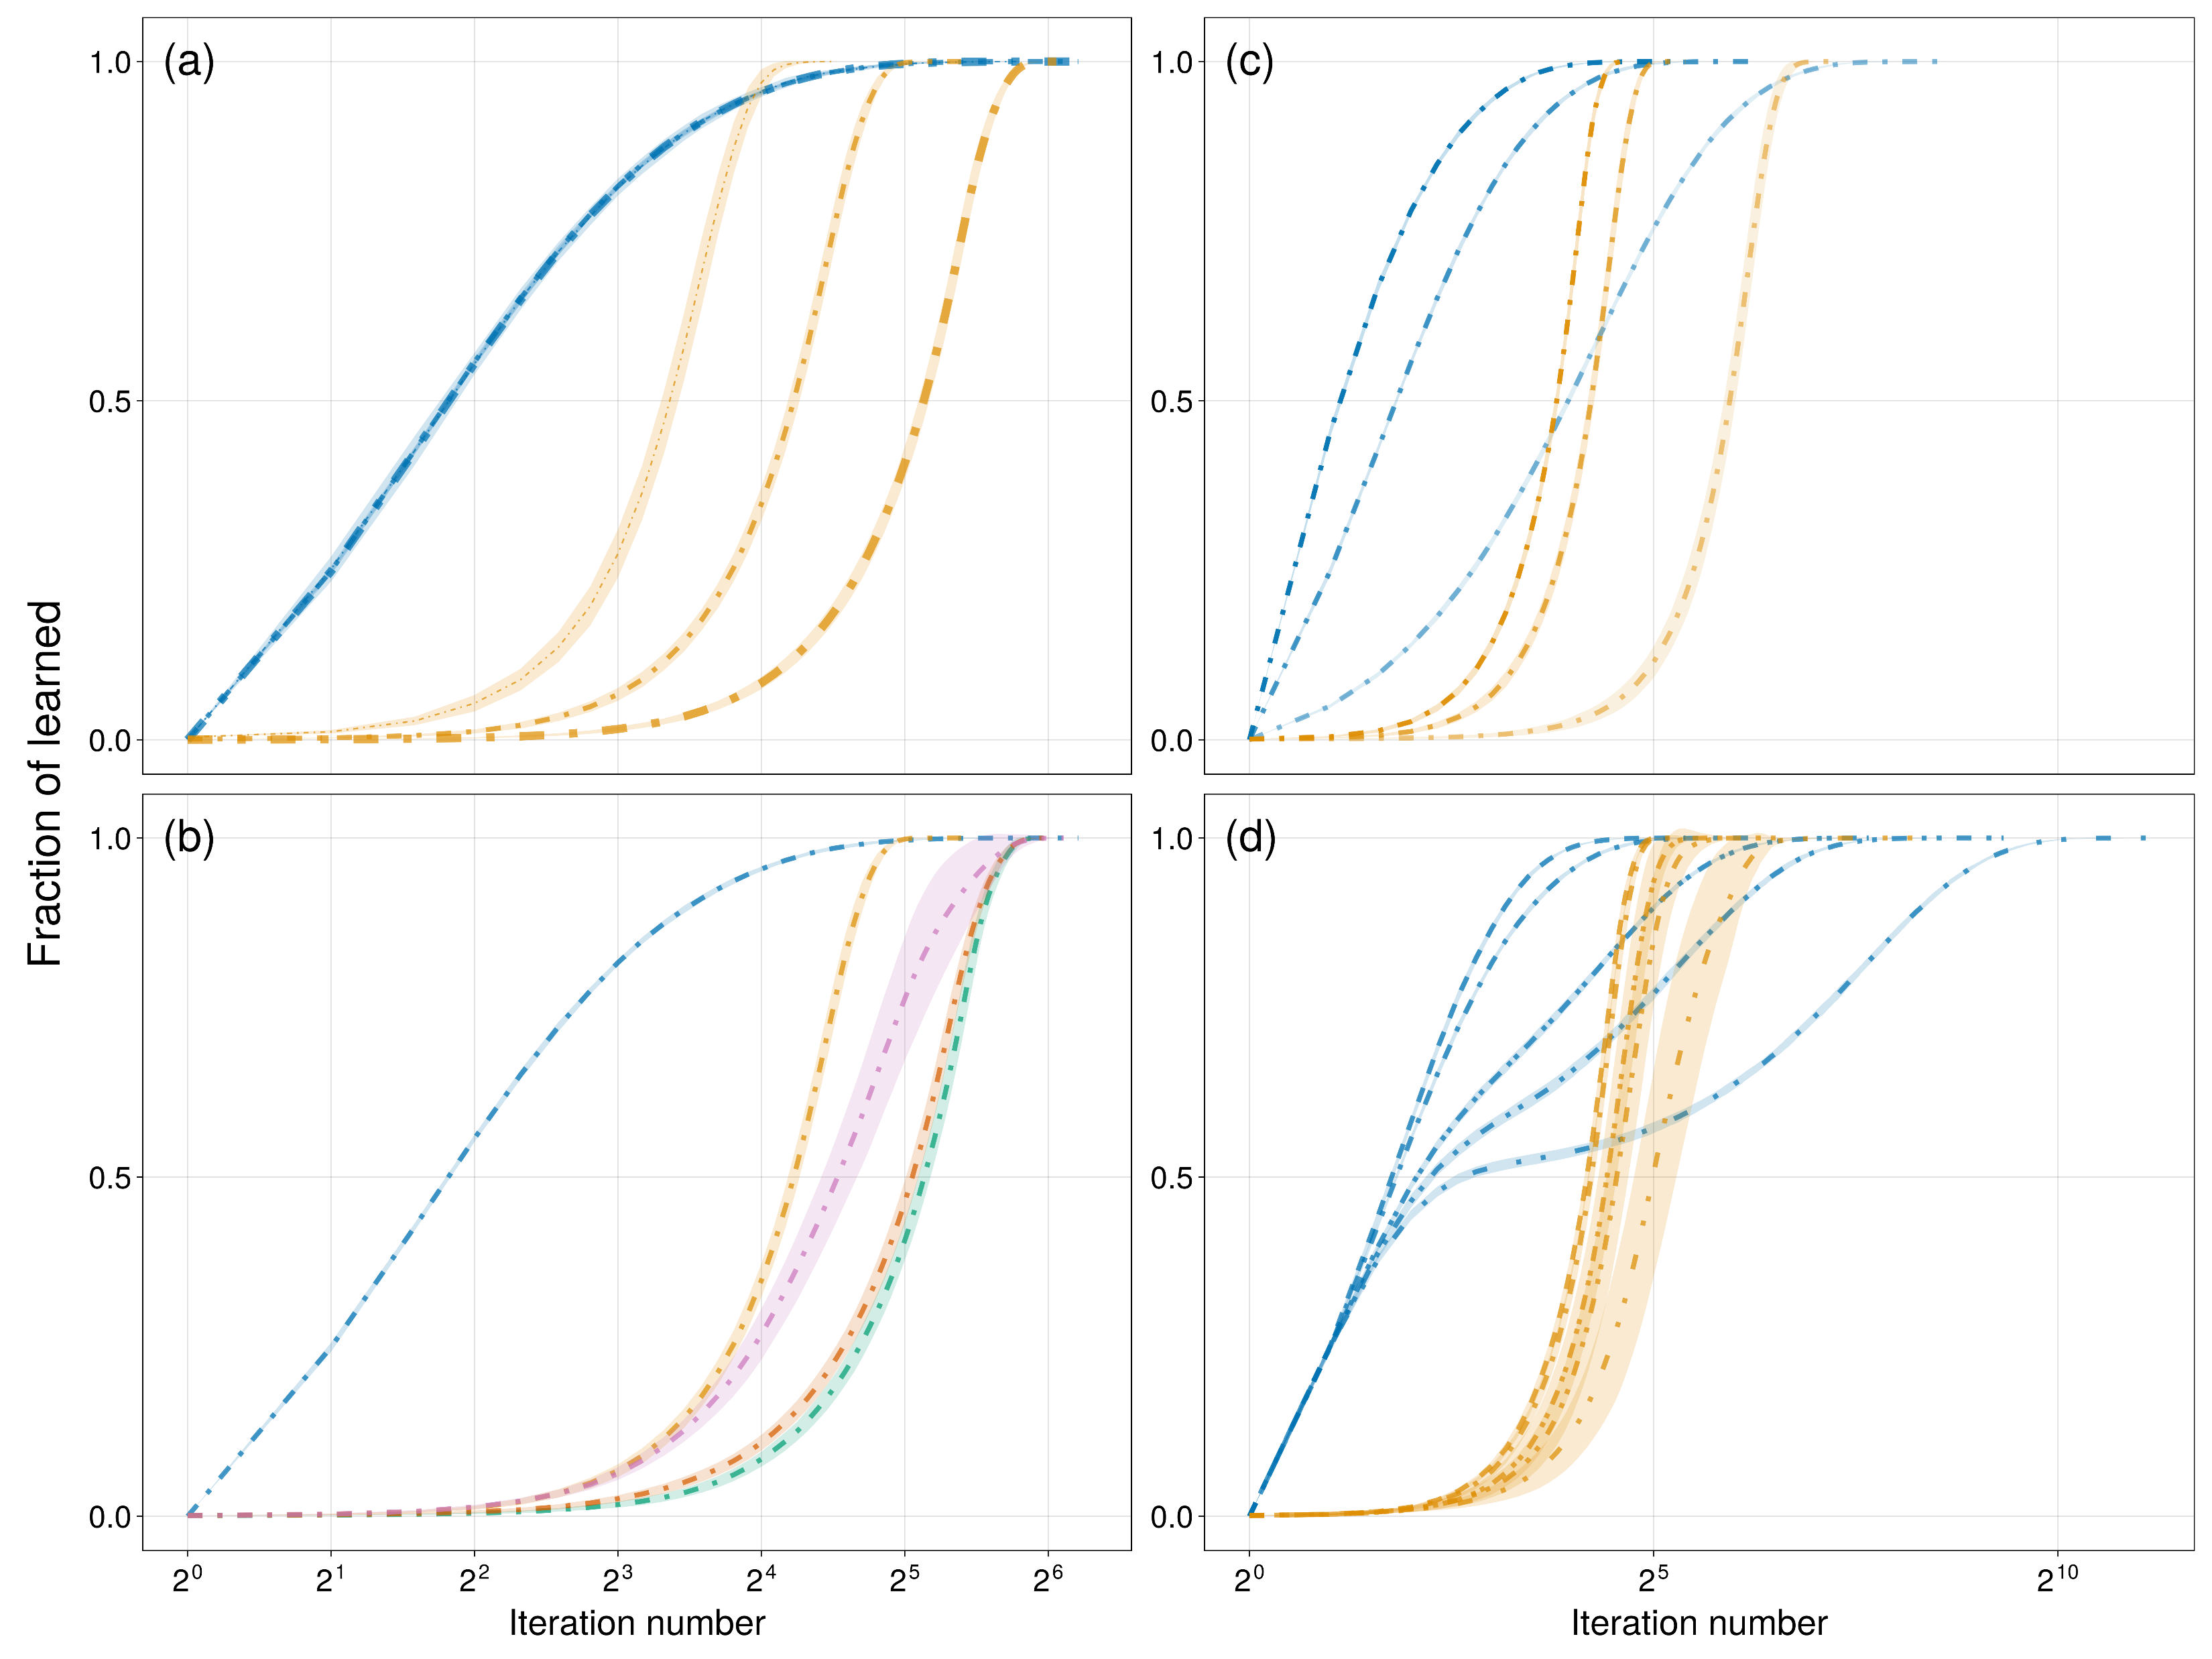 Fraction of learned
(a)
1.0
0.5
0.0
(c)
1.0
0.5
0.0
(b)
1.0
0.5
0.0
2⁰ 2¹ 2² 2³ 2⁴ 2⁵ 2⁶
Iteration number
(d)
1.0
0.5
0.0
2⁰ 2⁵ 2¹⁰
Iteration number